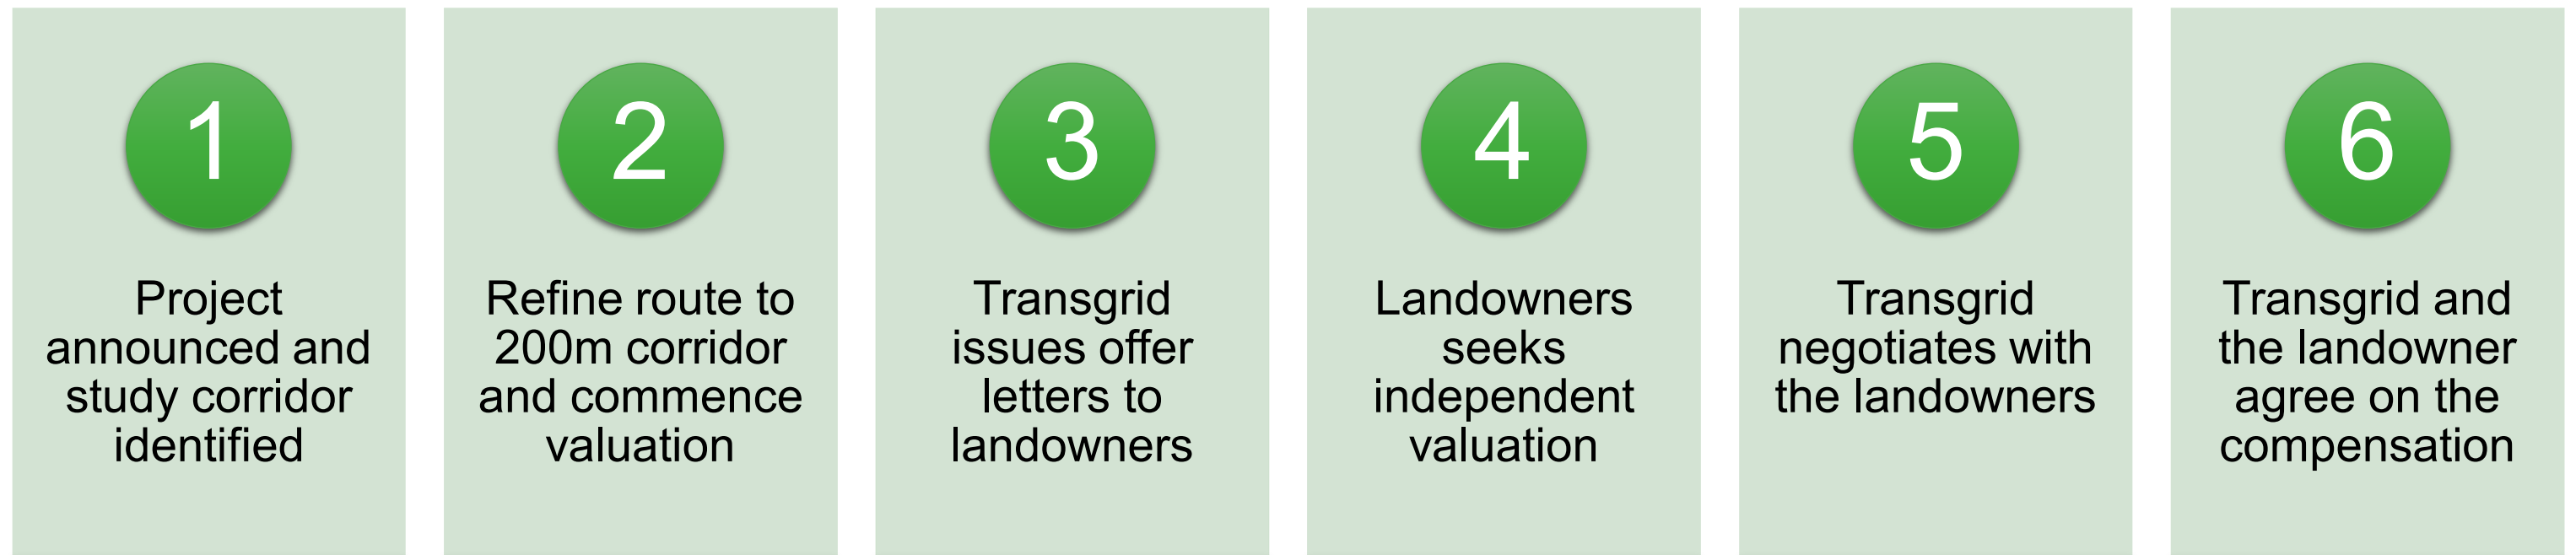 1
Project
announced and
study corridor
identified
2
Refine route to
200m corridor
and commence
valuation
3
Transgrid
issues offer
letters to
landowners
4
Landowners
seeks
independent
valuation
5
Transgrid
negotiates with
the landowners
6
Transgrid and
the landowner
agree on the
compensation